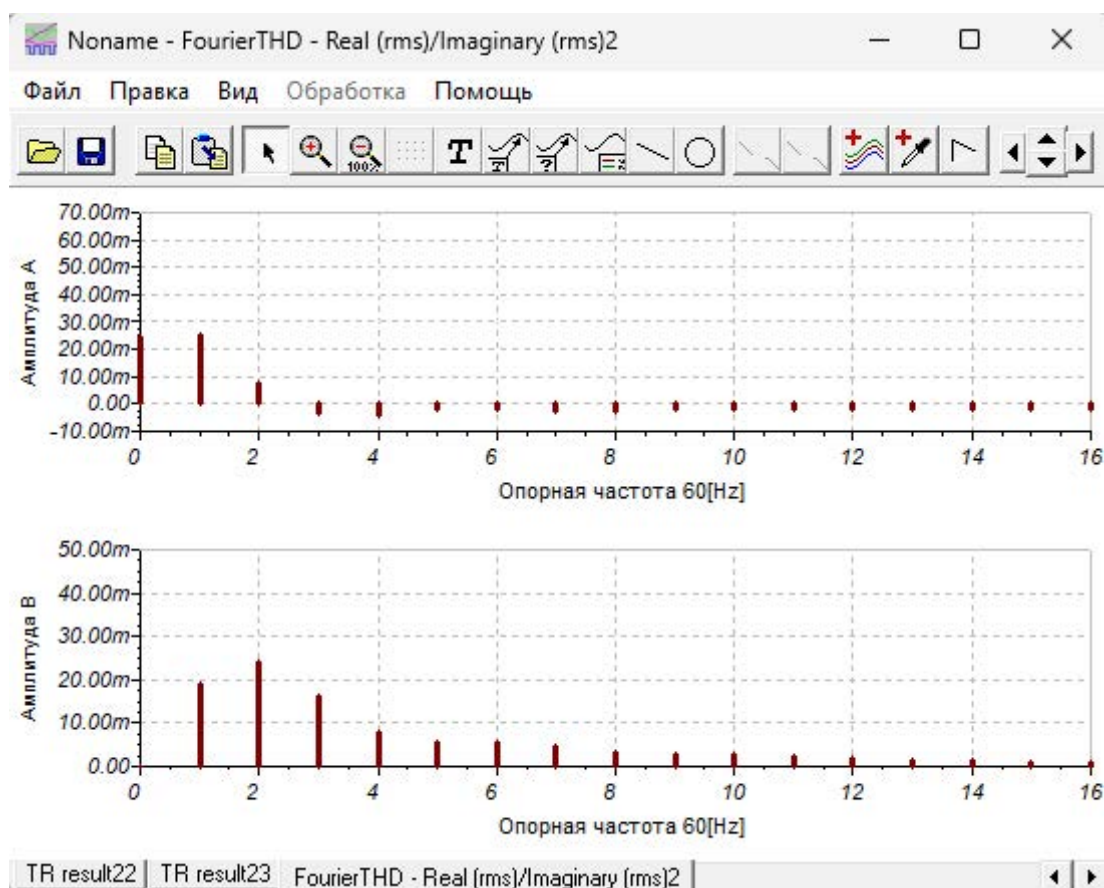 Noname - FourierTHD - Real (rms)/Imaginary (rms)2
Файл Правка Вид Обработка Помощь
100%
T
70.00m
60.00m
50.00m
40.00m
30.00m
20.00m
10.00m
0.00
-10.00m
Амплитуда А
0 2 4 6 8 10 12 14 16
Опорная частота 60[Hz]
50.00m
40.00m
30.00m
20.00m
10.00m
0.00
Амплитуда В
0 2 4 6 8 10 12 14 16
Опорная частота 60[Hz]
TR result22 TR result23 FourierTHD - Real (rms)/Imaginary (rms)2